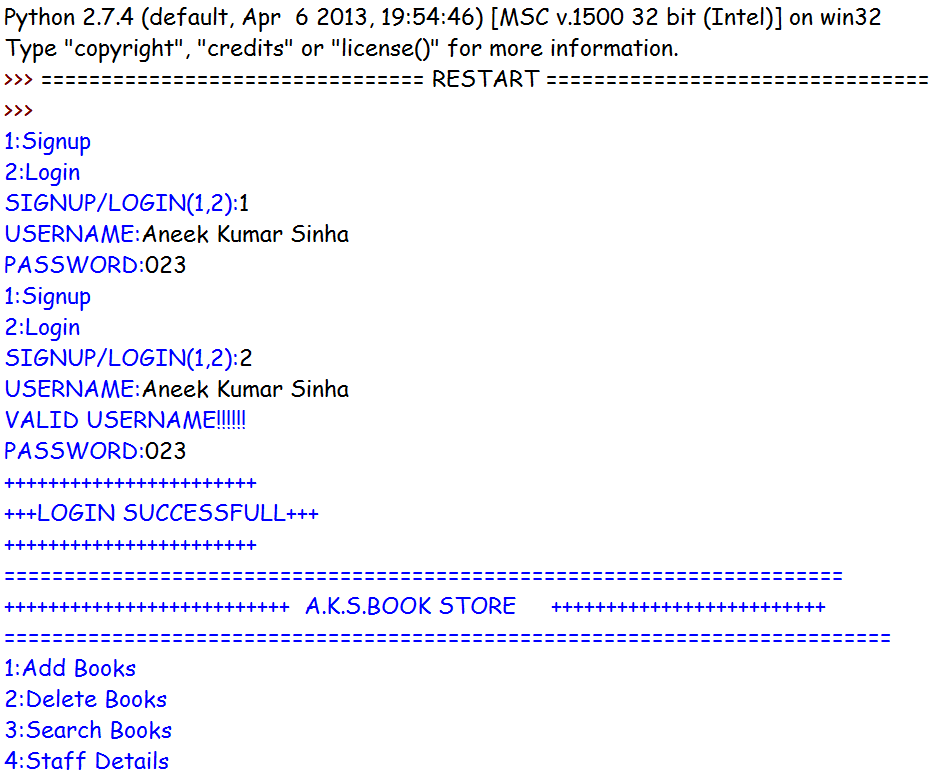 Python 2.7.4 (default, Apr  6 2013, 19:54:46) [MSC v.1500 32 bit (Intel)] on win32
Type "copyright", "credits" or "license()" for more information.
>>> ================================ RESTART ================================
>>>
1:Signup
2:Login
SIGNUP/LOGIN(1,2):1
USERNAME:Aneek Kumar Sinha
PASSWORD:023
1:Signup
2:Login
SIGNUP/LOGIN(1,2):2
USERNAME:Aneek Kumar Sinha
VALID USERNAME!!!!!!
PASSWORD:023
+++++++++++++++++++++++
+++LOGIN SUCCESSFULL+++
+++++++++++++++++++++++
======================================================================
++++++++++++++++++++++++++  A.K.S.BOOK STORE    +++++++++++++++++++++++++
==========================================================================
1:Add Books
2:Delete Books
3:Search Books
4:Staff Details